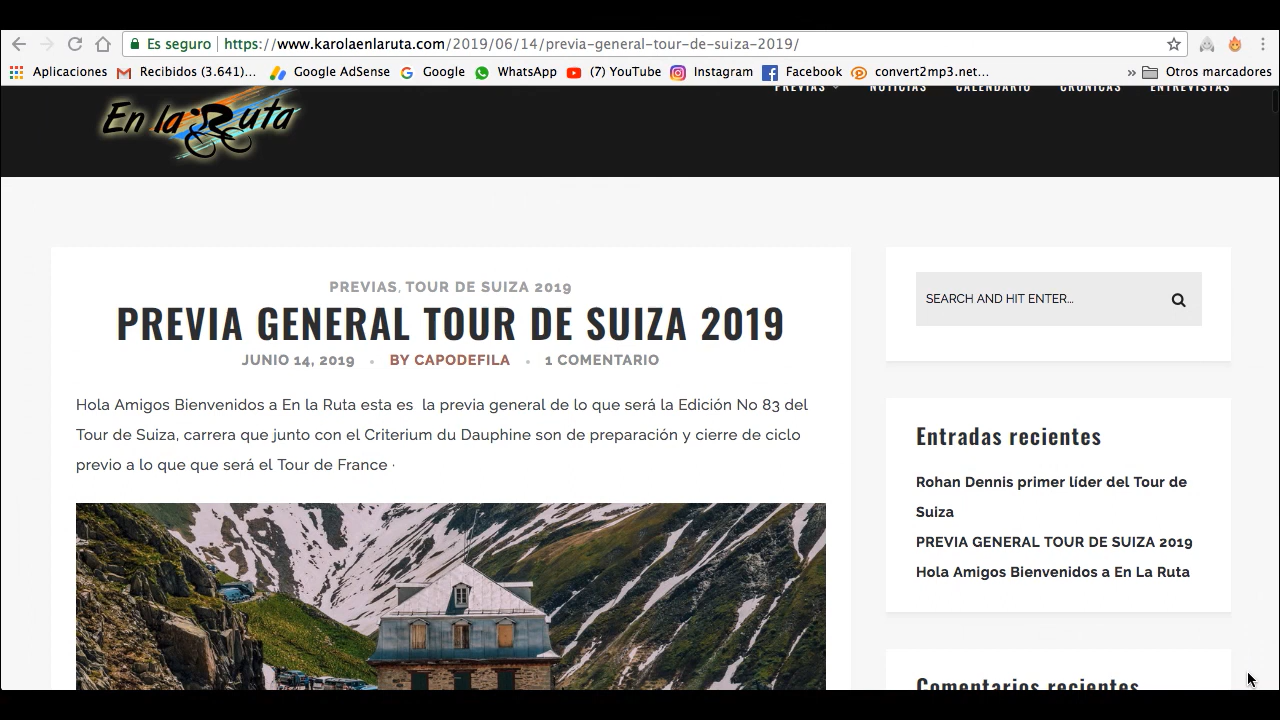 Es seguro | https://www.karolaenlaruta.com/2019/06/14/previa-general-tour-de-suiza-2019/
Aplicaciones Recibidos (3.641)... Google AdSense Google WhatsApp (7) YouTube Instagram Facebook convert2mp3.net... » Otros marcadores
PREVIAS NOTICIAS CALENDARIO CRÓNICAS ENTREVISTAS
En la Ruta
PREVIAS, TOUR DE SUIZA 2019
PREVIA GENERAL TOUR DE SUIZA 2019
JUNIO 14, 2019 • BY CAPODEFILA • 1 COMENTARIO
Hola Amigos Bienvenidos a En la Ruta esta es la previa general de lo que será la Edición No 83 del
Tour de Suiza, carrera que junto con el Criterium du Dauphine son de preparación y cierre de ciclo
previo a lo que que será el Tour de France ·
SEARCH AND HIT ENTER...
Entradas recientes
Rohan Dennis primer líder del Tour de
Suiza
PREVIA GENERAL TOUR DE SUIZA 2019
Hola Amigos Bienvenidos a En La Ruta
Comentarios recientes